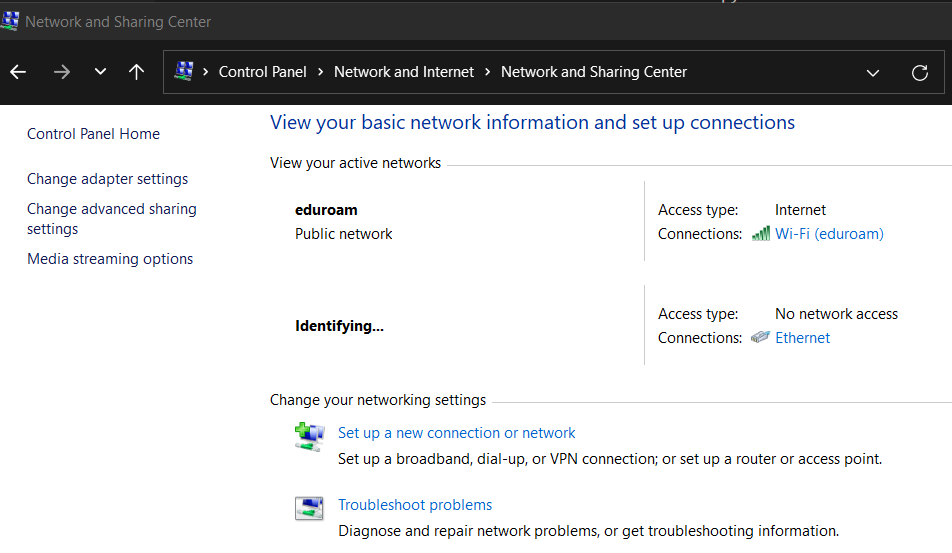 Network and Sharing Center
Control Panel > Network and Internet > Network and Sharing Center
Control Panel Home
Change adapter settings
Change advanced sharing
settings
Media streaming options
View your basic network information and set up connections
View your active networks
eduroam
Public network
Access type: Internet
Connections: Wi-Fi (eduroam)
Identifying...
Access type: No network access
Connections: Ethernet
Change your networking settings
Set up a new connection or network
Set up a broadband, dial-up, or VPN connection; or set up a router or access point.
Troubleshoot problems
Diagnose and repair network problems, or get troubleshooting information.